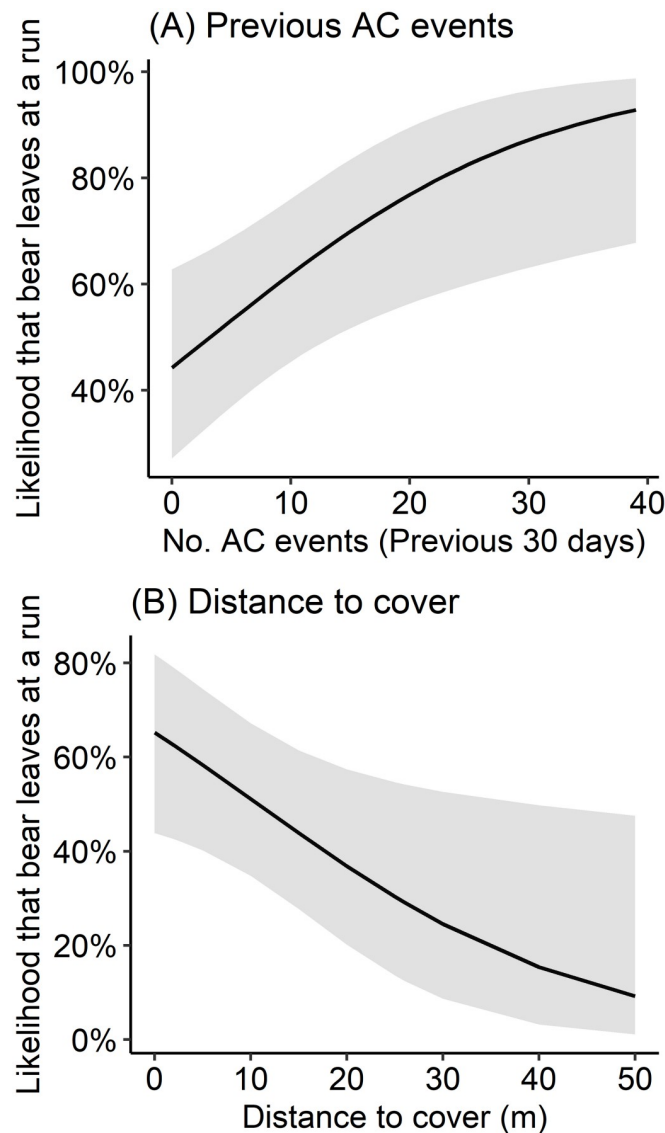 (A) Previous AC events
Likelihood that bear leaves at a run
100%
80%
60%
40%
0 10 20 30 40
No. AC events (Previous 30 days)
(B) Distance to cover
Likelihood that bear leaves at a run
80%
60%
40%
20%
0%
0 10 20 30 40 50
Distance to cover (m)